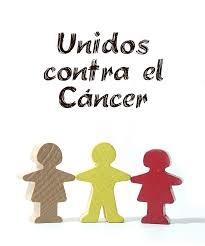 Unidos
contra el
Cáncer